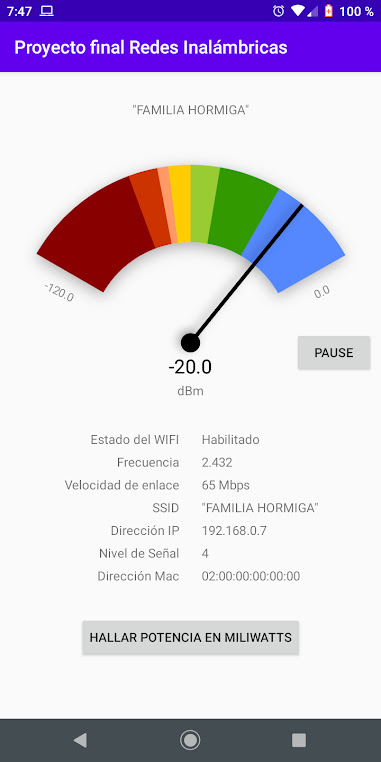 7:47 100 %
Proyecto final Redes Inalámbricas
"FAMILIA HORMIGA"
-120.0 0.0
PAUSE
-20.0
dBm
Estado del WIFI Habilitado
Frecuencia 2.432
Velocidad de enlace 65 Mbps
SSID "FAMILIA HORMIGA"
Dirección IP 192.168.0.7
Nivel de Señal 4
Dirección Mac 02:00:00:00:00:00
HALLAR POTENCIA EN MILIWATTS